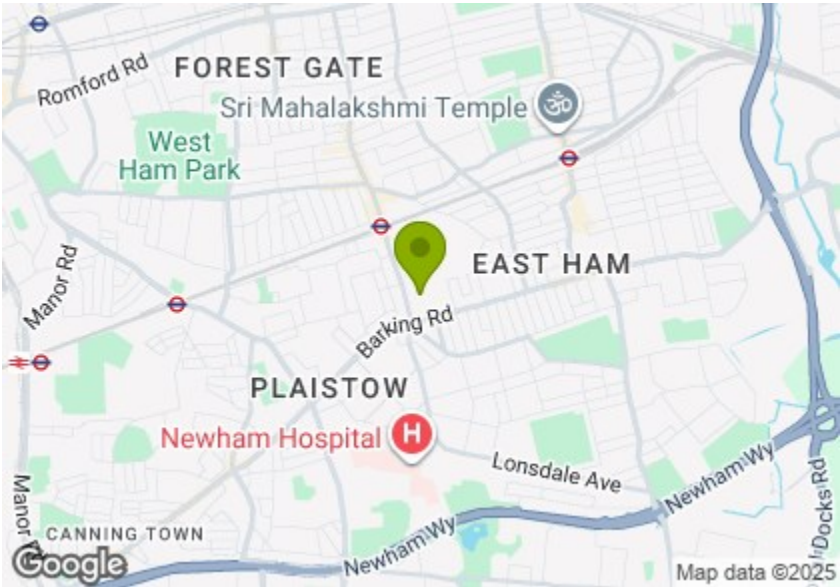 Romford Rd
FOREST GATE
Sri Mahalakshmi Temple
West
Ham Park
Manor Rd
EAST HAM
Barking Rd
PLAISTOW
Newham Hospital
H
Lonsdale Ave
Newham Wy
Manor Rd
CANNING TOWN
Newham Wy
Docks Rd
Google
Map data ©2025